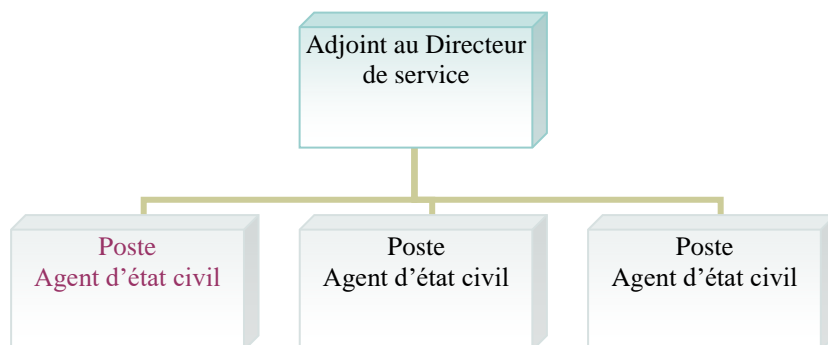 Adjoint au Directeur
de service
Poste
Agent d’état civil
Poste
Agent d’état civil
Poste
Agent d’état civil